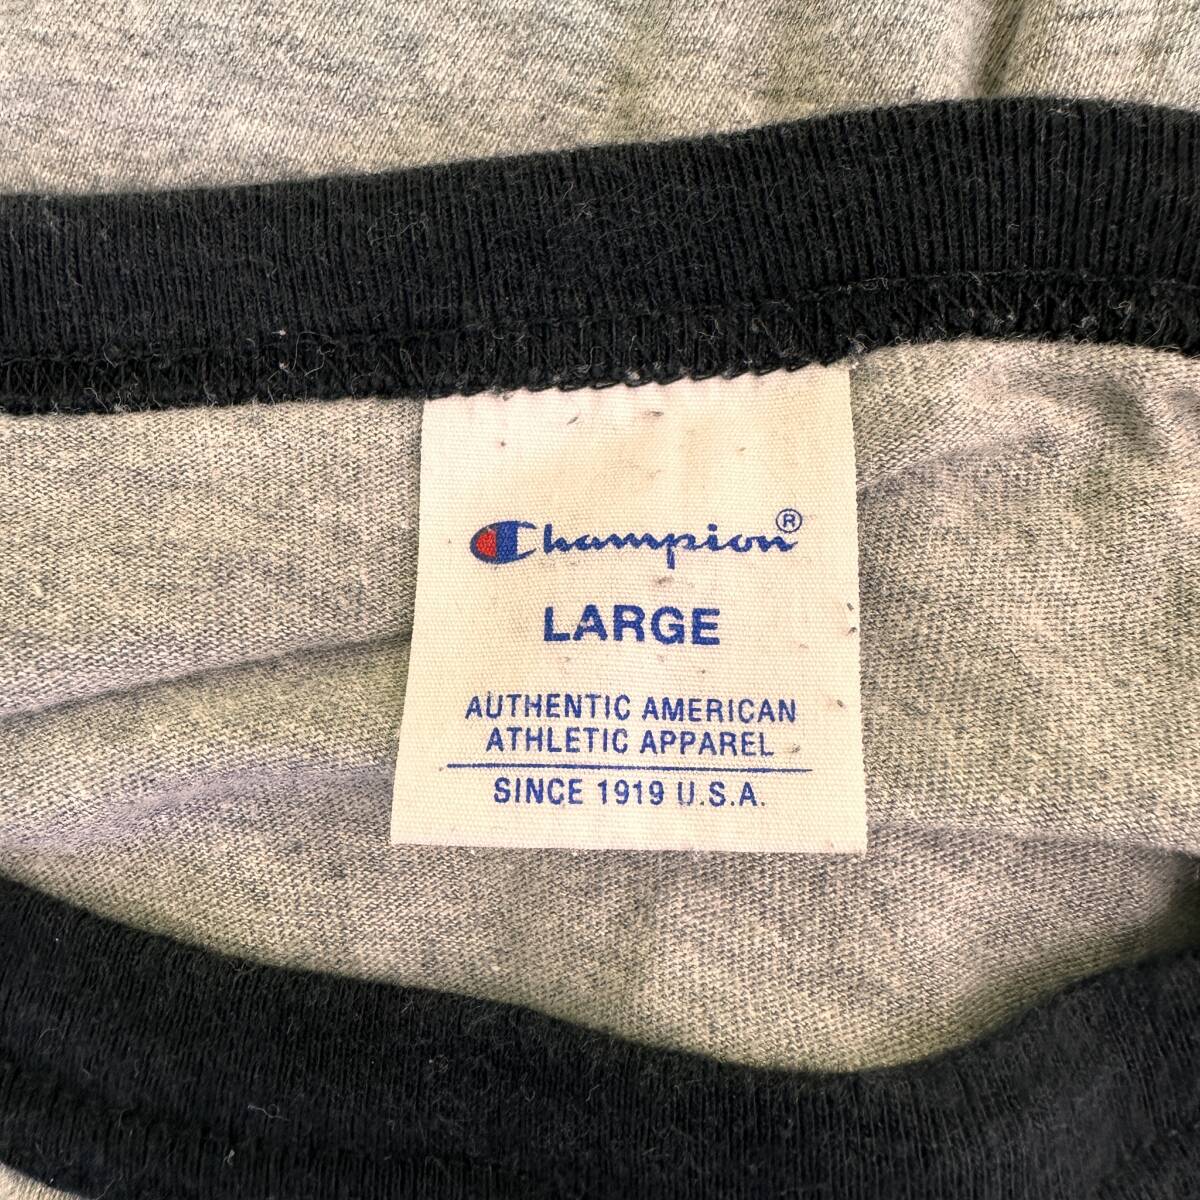 Champion®
LARGE
AUTHENTIC AMERICAN
ATHLETIC APPAREL
SINCE 1919 U.S.A.